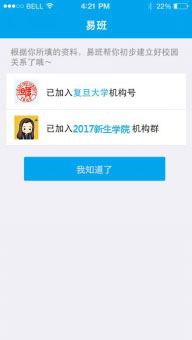 BELL 4:21 PM 22%
易班
根据你所填的资料，易班帮你初步建立好校园
关系了哦～
已加入复旦大学机构号
已加入2017新生学院 机构群
我知道了